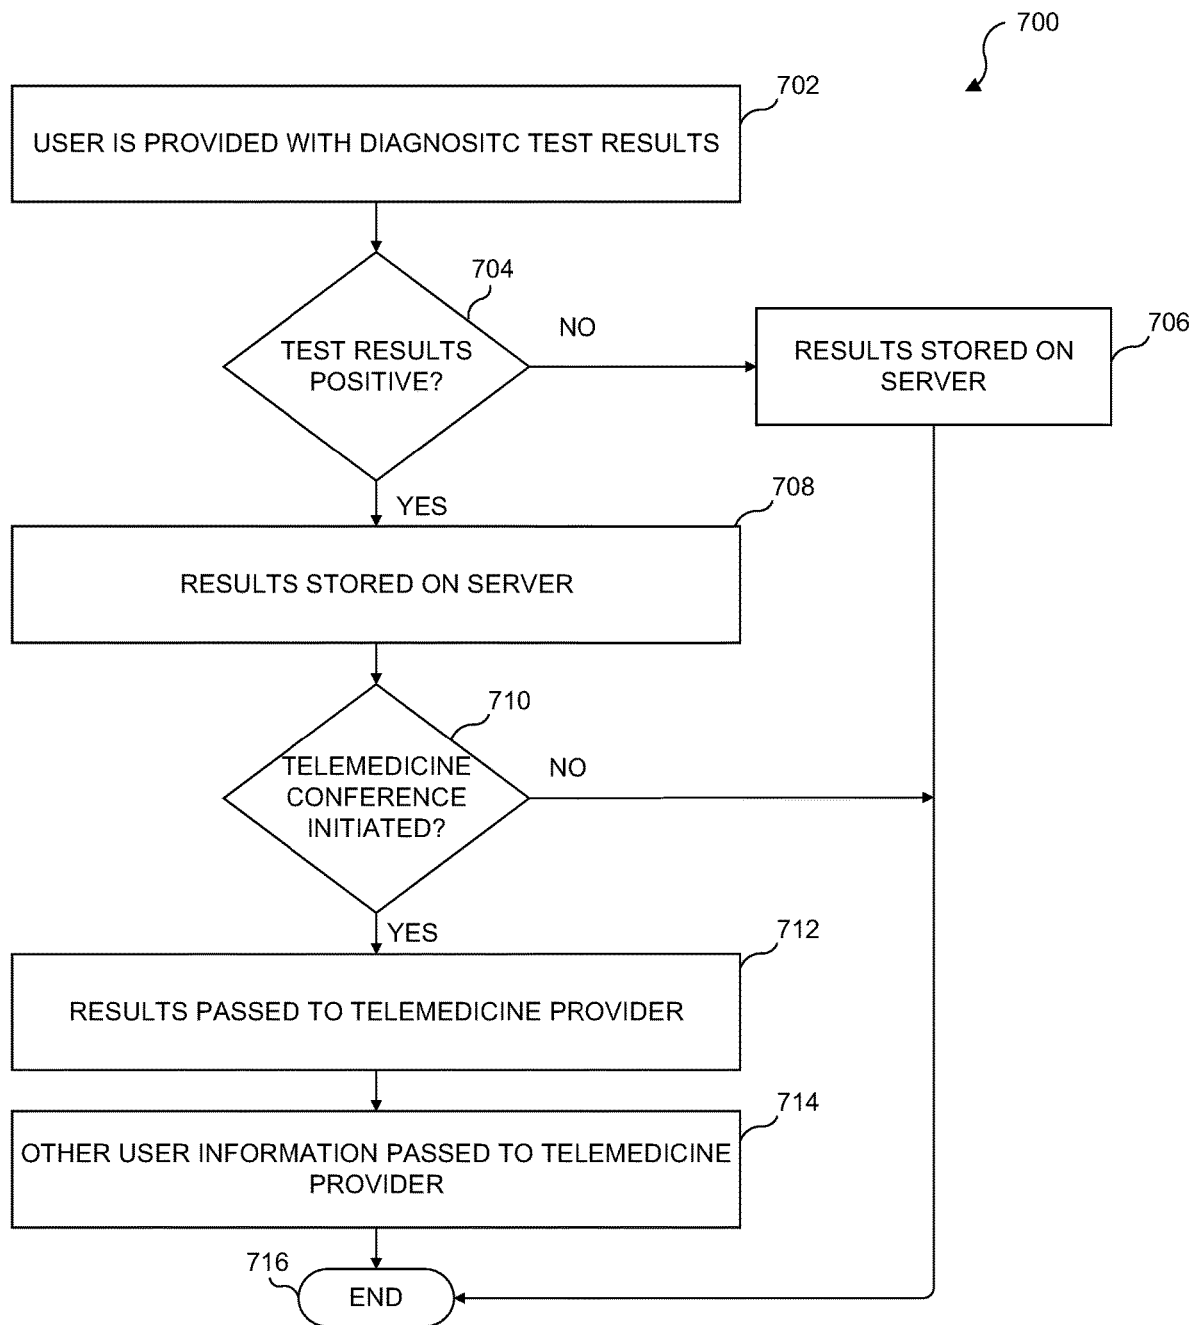 700
702
USER IS PROVIDED WITH DIAGNOSITC TEST RESULTS
704
NO
TEST RESULTS
POSITIVE?
706
RESULTS STORED ON
SERVER
YES
708
RESULTS STORED ON SERVER
710
TELEMEDICINE
CONFERENCE
INITIATED?
NO
YES
712
RESULTS PASSED TO TELEMEDICINE PROVIDER
714
OTHER USER INFORMATION PASSED TO TELEMEDICINE
PROVIDER
716
END